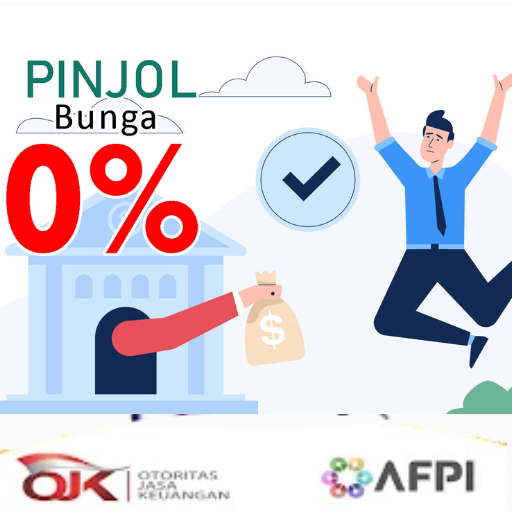 PINJOL
Bunga
0%
$
OJK
OTORITAS
JASA
KEUANGAN
AFPI